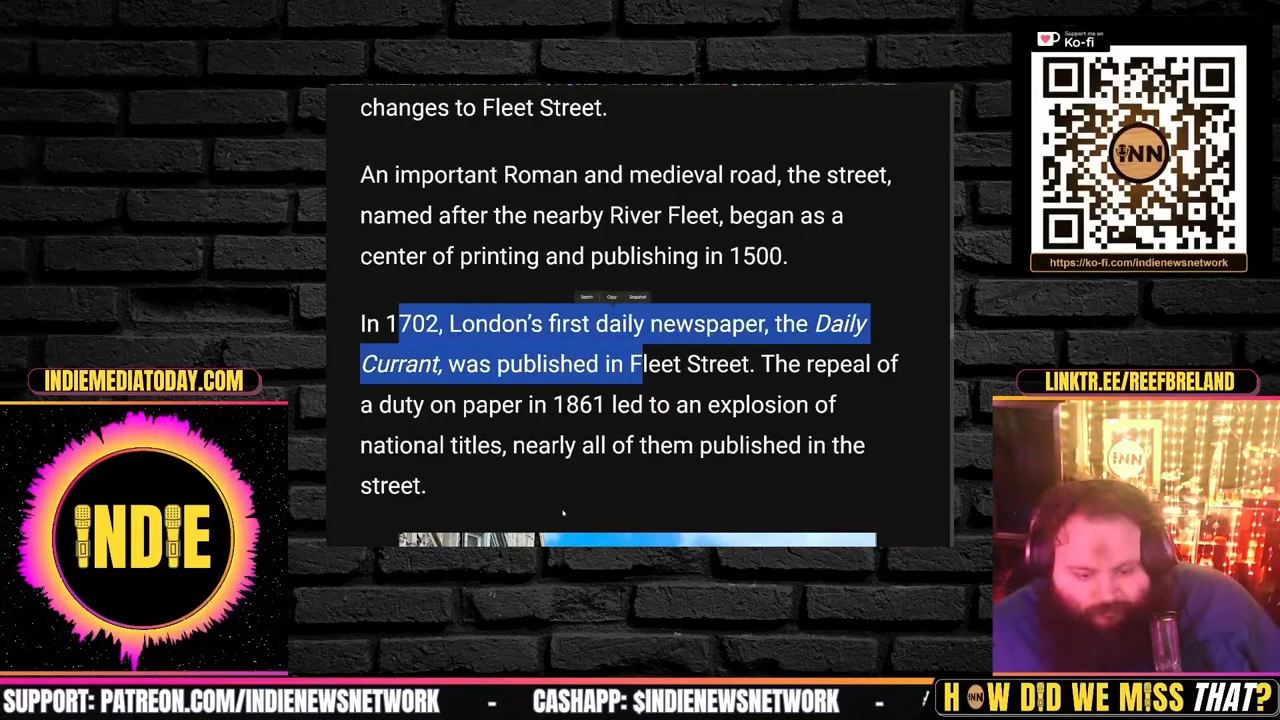 changes to Fleet Street.
An important Roman and medieval road, the street,
named after the nearby River Fleet, began as a
center of printing and publishing in 1500.
Search Copy Snapshot
In 1702, London's first daily newspaper, the Daily
Currant, was published in Fleet Street. The repeal of
a duty on paper in 1861 led to an explosion of
national titles, nearly all of them published in the
street.
Support me on
Ko-fi
iNN
https://ko-fi.com/indienewsnetwork
INDIEMEDIATODAY.COM
INDIE
LINKTR.EE/REEFBRELAND
iNN
SUPPORT: PATREON.COM/INDIENEWSNETWORK - CASHAPP: $INDIENEWSNETWORK -
HOW DID WE MISS THAT?